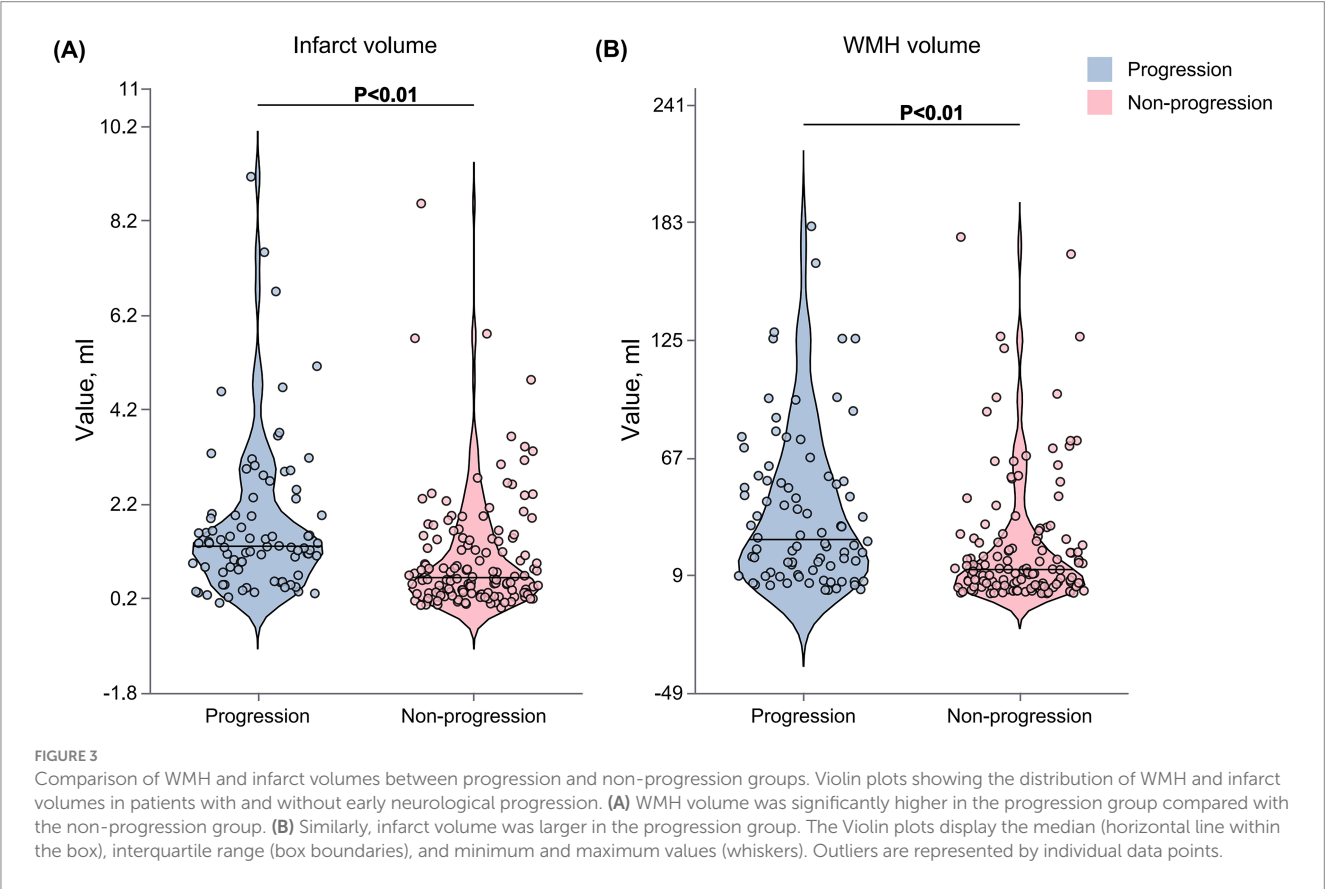 (A)
Infarct volume
P<0.01
11
10.2
8.2
6.2
4.2
2.2
0.2
-1.8
Value, ml
Progression
Non-progression
(B)
WMH volume
P<0.01
241
183
125
67
9
-49
Value, ml
Progression
Non-progression
Progression
Non-progression
FIGURE 3
Comparison of WMH and infarct volumes between progression and non-progression groups. Violin plots showing the distribution of WMH and infarct
volumes in patients with and without early neurological progression. (A) WMH volume was significantly higher in the progression group compared with
the non-progression group. (B) Similarly, infarct volume was larger in the progression group. The Violin plots display the median (horizontal line within
the box), interquartile range (box boundaries), and minimum and maximum values (whiskers). Outliers are represented by individual data points.